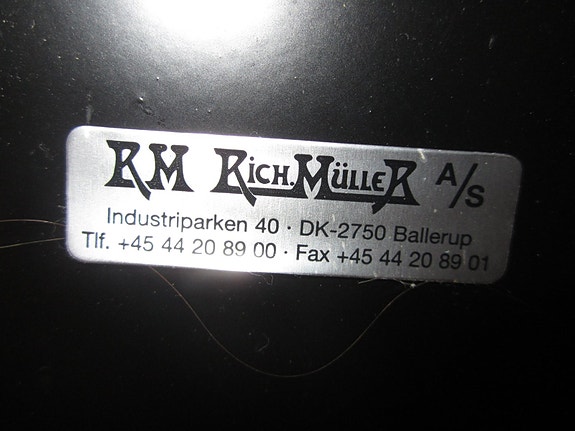 RM RICH. MÜLLER A/S
Industriparken 40 · DK-2750 Ballerup
Tlf. +45 44 20 89 00 · Fax +45 44 20 89 01